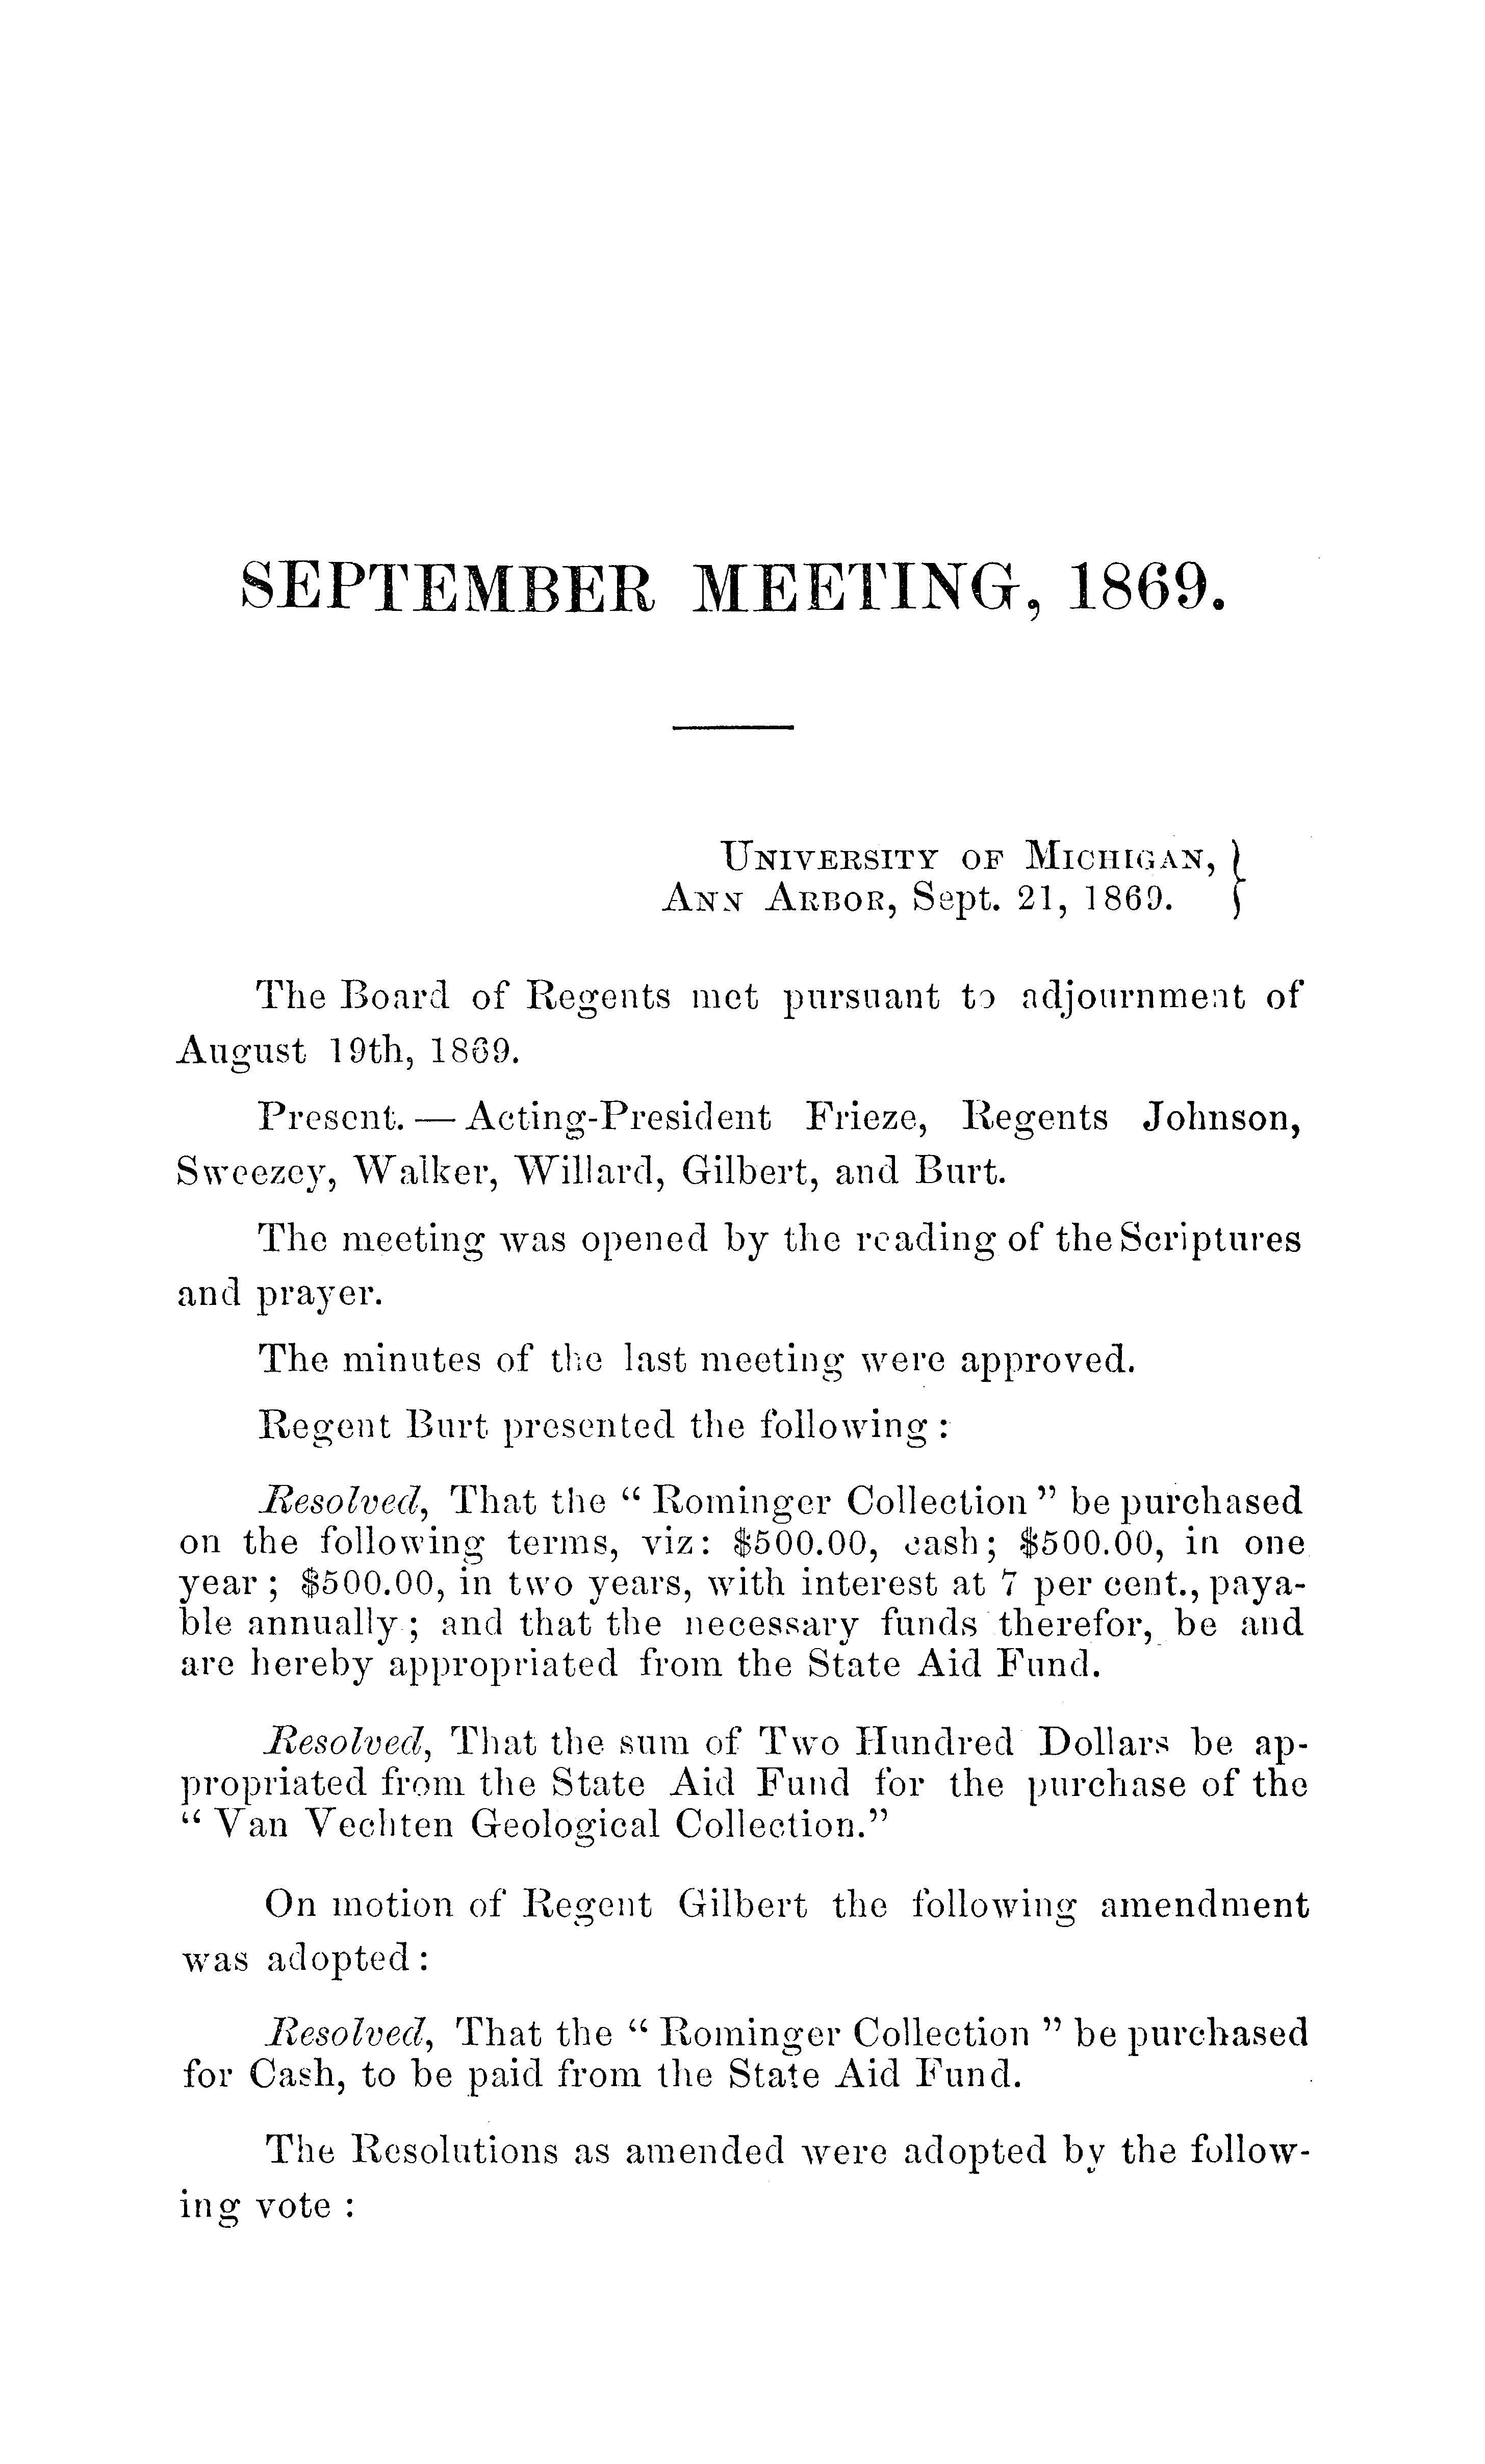 SEPTEMBER MEETING, 1869.
UNIVERSITY OF MICHIGAN, }
ANN ARBOR, Sept. 21, 1869. }
The Board of Regents met pursuant to adjournment of
August 19th, 1869.
Present. — Acting-President Frieze, Regents Johnson,
Sweezey, Walker, Willard, Gilbert, and Burt.
The meeting was opened by the reading of the Scriptures
and prayer.
The minutes of the last meeting were approved.
Regent Burt presented the following :
Resolved, That the “ Rominger Collection ” be purchased
on the following terms, viz: $500.00, cash; $500.00, in one
year ; $500.00, in two years, with interest at 7 per cent., paya-
ble annually ; and that the necessary funds therefor, be and
are hereby appropriated from the State Aid Fund.
Resolved, That the sum of Two Hundred Dollars be ap-
propriated from the State Aid Fund for the purchase of the
“ Van Vechten Geological Collection.”
On motion of Regent Gilbert the following amendment
was adopted :
Resolved, That the “ Rominger Collection ” be purchased
for Cash, to be paid from the State Aid Fund.
The Resolutions as amended were adopted by the follow-
ing vote :